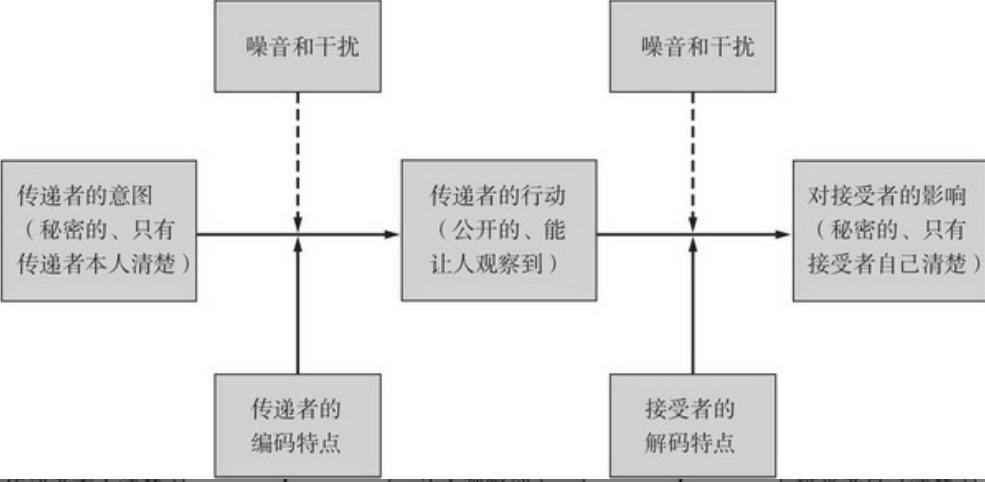 噪音和干扰
噪音和干扰
传递者的意图
（秘密的、只有
传递者本人清楚）
传递者的行动
（公开的、能
让人观察到）
对接受者的影响
（秘密的、只有
接受者自己清楚）
传递者的
编码特点
接受者的
解码特点